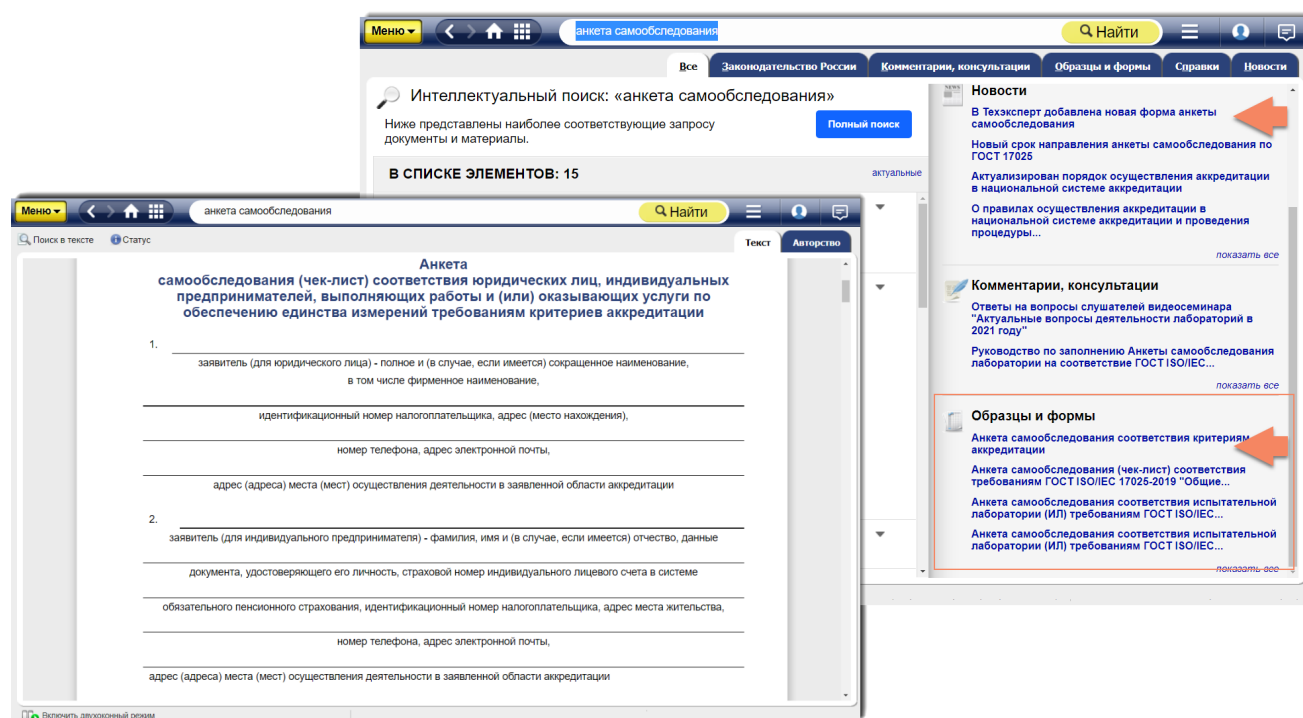 Меню
анкета самообследования
Найти
Все
Законодательство России
Комментарии, консультации
Образцы и формы
Справки
Новости
Интеллектуальный поиск: «анкета самообследования»
Ниже представлены наиболее соответствующие запросу
документы и материалы.
Полный поиск
В СПИСКЕ ЭЛЕМЕНТОВ: 15
актуальные
NEWS
Новости
В Техэксперт добавлена новая форма анкеты
самообследования
Новый срок направления анкеты самообследования по
ГОСТ 17025
Актуализирован порядок осуществления аккредитации
в национальной системе аккредитации
О правилах осуществления аккредитации в
национальной системе аккредитации и проведения
процедуры...
показать все
Комментарии, консультации
Ответы на вопросы слушателей видеосеминара
"Актуальные вопросы деятельности лабораторий в
2021 году"
Руководство по заполнению Анкеты самообследования
лаборатории на соответствие ГОСТ ISO/IEC...
показать все
Образцы и формы
Анкета самообследования соответствия критериям
аккредитации
Анкета самообследования (чек-лист) соответствия
требованиям ГОСТ ISO/IEC 17025-2019 "Общие...
Анкета самообследования соответствия испытательной
лаборатории (ИЛ) требованиям ГОСТ ISO/IEC...
Анкета самообследования соответствия испытательной
лаборатории (ИЛ) требованиям ГОСТ ISO/IEC...
показать все
Меню
анкета самообследования
Найти
Поиск в тексте
Статус
Текст
Авторство
Анкета
самообследования (чек-лист) соответствия юридических лиц, индивидуальных
предпринимателей, выполняющих работы и (или) оказывающих услуги по
обеспечению единства измерений требованиям критериев аккредитации
1.
заявитель (для юридического лица) - полное и (в случае, если имеется) сокращенное наименование,
в том числе фирменное наименование,
идентификационный номер налогоплательщика, адрес (место нахождения),
номер телефона, адрес электронной почты,
адрес (адреса) места (мест) осуществления деятельности в заявленной области аккредитации
2.
заявитель (для индивидуального предпринимателя) - фамилия, имя и (в случае, если имеется) отчество, данные
документа, удостоверяющего его личность, страховой номер индивидуального лицевого счета в системе
обязательного пенсионного страхования, идентификационный номер налогоплательщика, адрес места жительства,
номер телефона, адрес электронной почты,
адрес (адреса) места (мест) осуществления деятельности в заявленной области аккредитации
Включить двухоконный режим